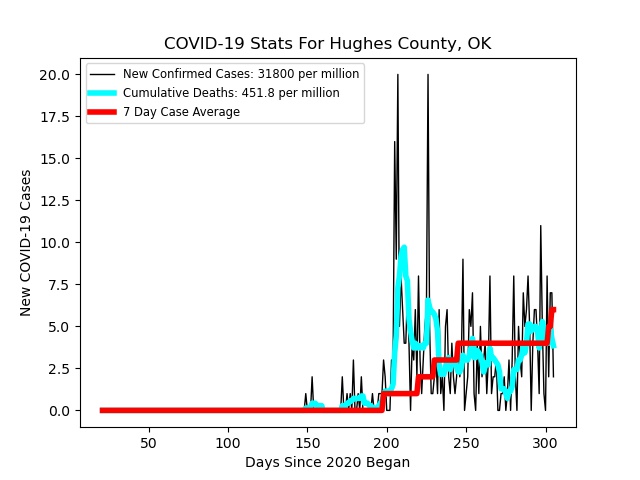 COVID-19 Stats For Hughes County, OK
New Confirmed Cases: 31800 per million
Cumulative Deaths: 451.8 per million
7 Day Case Average
20.0
17.5
15.0
12.5
10.0
7.5
5.0
2.5
0.0
New COVID-19 Cases
50 100 150 200 250 300
Days Since 2020 Began